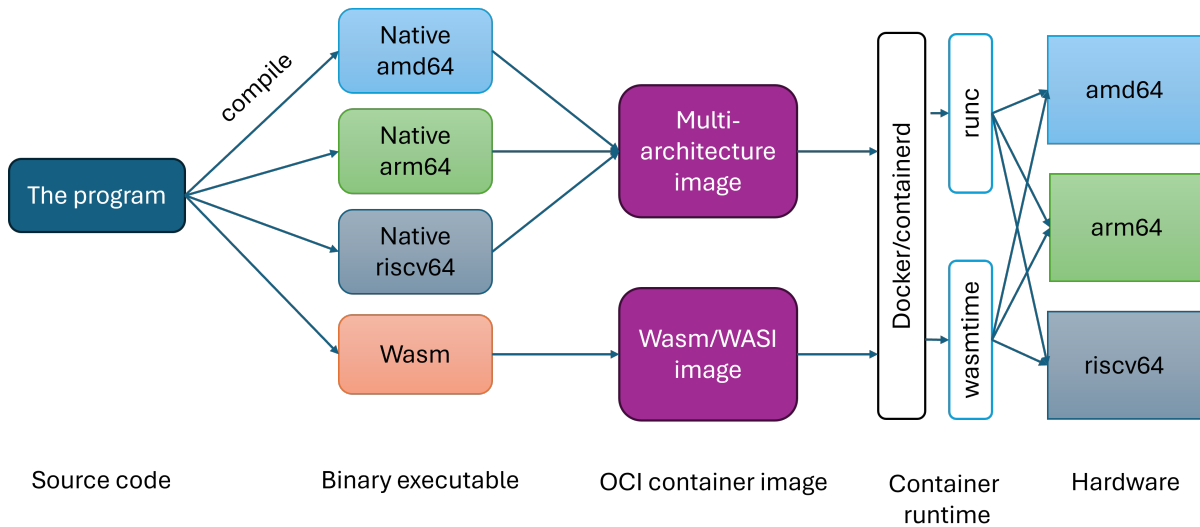 The program
compile
Native
amd64
Native
arm64
Native
riscv64
Wasm
Multi-
architecture
image
Wasm/WASI
image
Docker/containerd
runc
wasmtime
amd64
arm64
riscv64
Source code
Binary executable
OCI container image
Container
runtime
Hardware